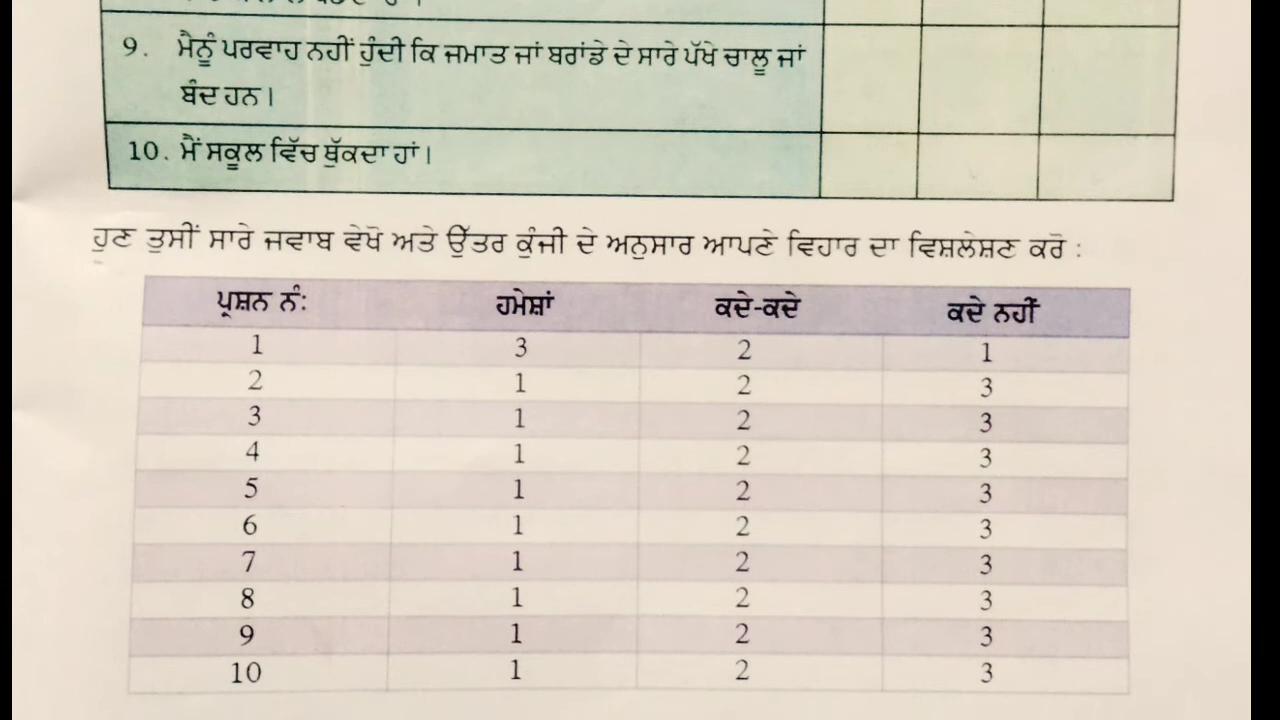 9. ਮੈਨੂੰ ਪਰਵਾਹ ਨਹੀਂ ਹੁੰਦੀ ਕਿ ਜਮਾਤ ਜਾਂ ਬਰਾਂਡੇ ਦੇ ਸਾਰੇ ਪੱਖੇ ਚਾਲੂ ਜਾਂ
ਬੰਦ ਹਨ।
10. ਮੈਂ ਸਕੂਲ ਵਿੱਚ ਥੁੱਕਦਾ ਹਾਂ।
ਹੁਣ ਤੁਸੀਂ ਸਾਰੇ ਜਵਾਬ ਵੇਖੋ ਅਤੇ ਉੱਤਰ ਕੁੰਜੀ ਦੇ ਅਨੁਸਾਰ ਆਪਣੇ ਵਿਹਾਰ ਦਾ ਵਿਸ਼ਲੇਸ਼ਣ ਕਰੋ :
ਪ੍ਰਸ਼ਨ ਨੰ: ਹਮੇਸ਼ਾਂ ਕਦੇ-ਕਦੇ ਕਦੇ ਨਹੀਂ
1 3 2 1
2 1 2 3
3 1 2 3
4 1 2 3
5 1 2 3
6 1 2 3
7 1 2 3
8 1 2 3
9 1 2 3
10 1 2 3